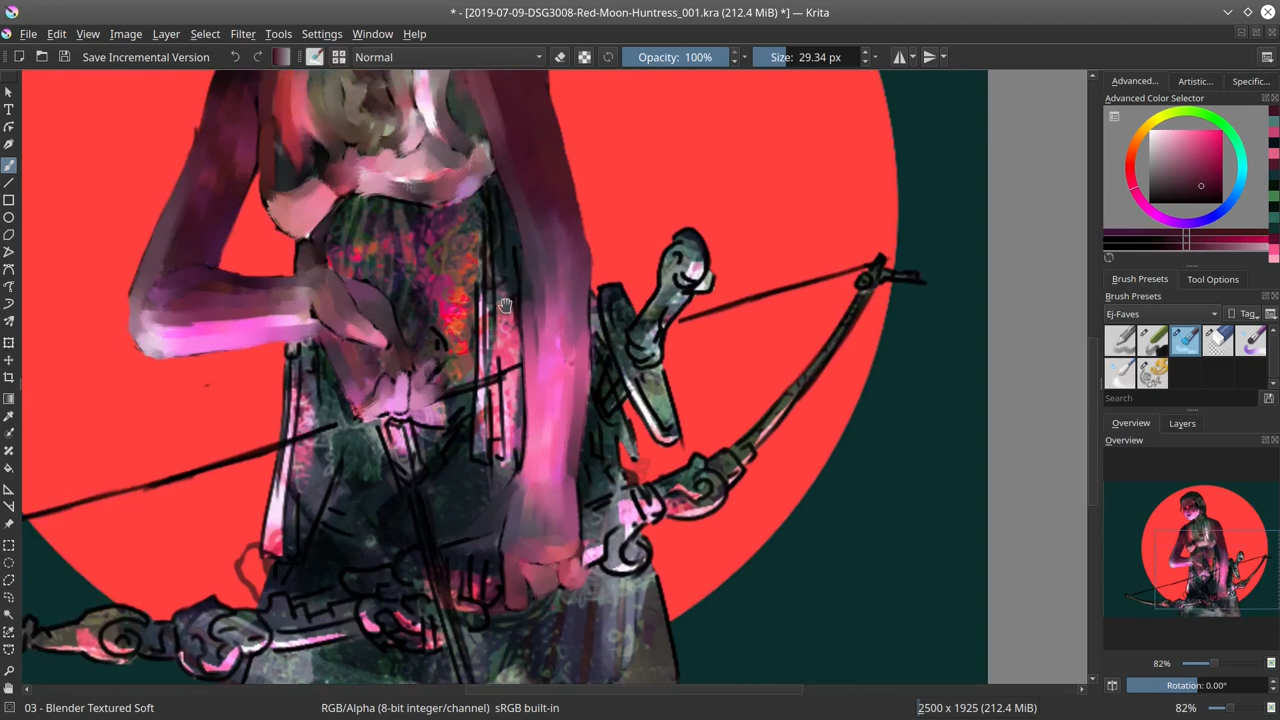 * - [2019-07-09-DSG3008-Red-Moon-Huntress_001.kra (212.4 MiB) *] — Krita
File Edit View Image Layer Select Filter Tools Settings Window Help
Save Incremental Version Normal Opacity: 100% Size: 29.34 px
Advanced... Artistic... Specific...
Advanced Color Selector
Brush Presets Tool Options
Brush Presets
Ej-Faves Tag
Search
Overview Layers
Overview
82%
Rotation: 0.00°
03 - Blender Textured Soft RGB/Alpha (8-bit integer/channel) sRGB built-in 2500 x 1925 (212.4 MiB) 82%